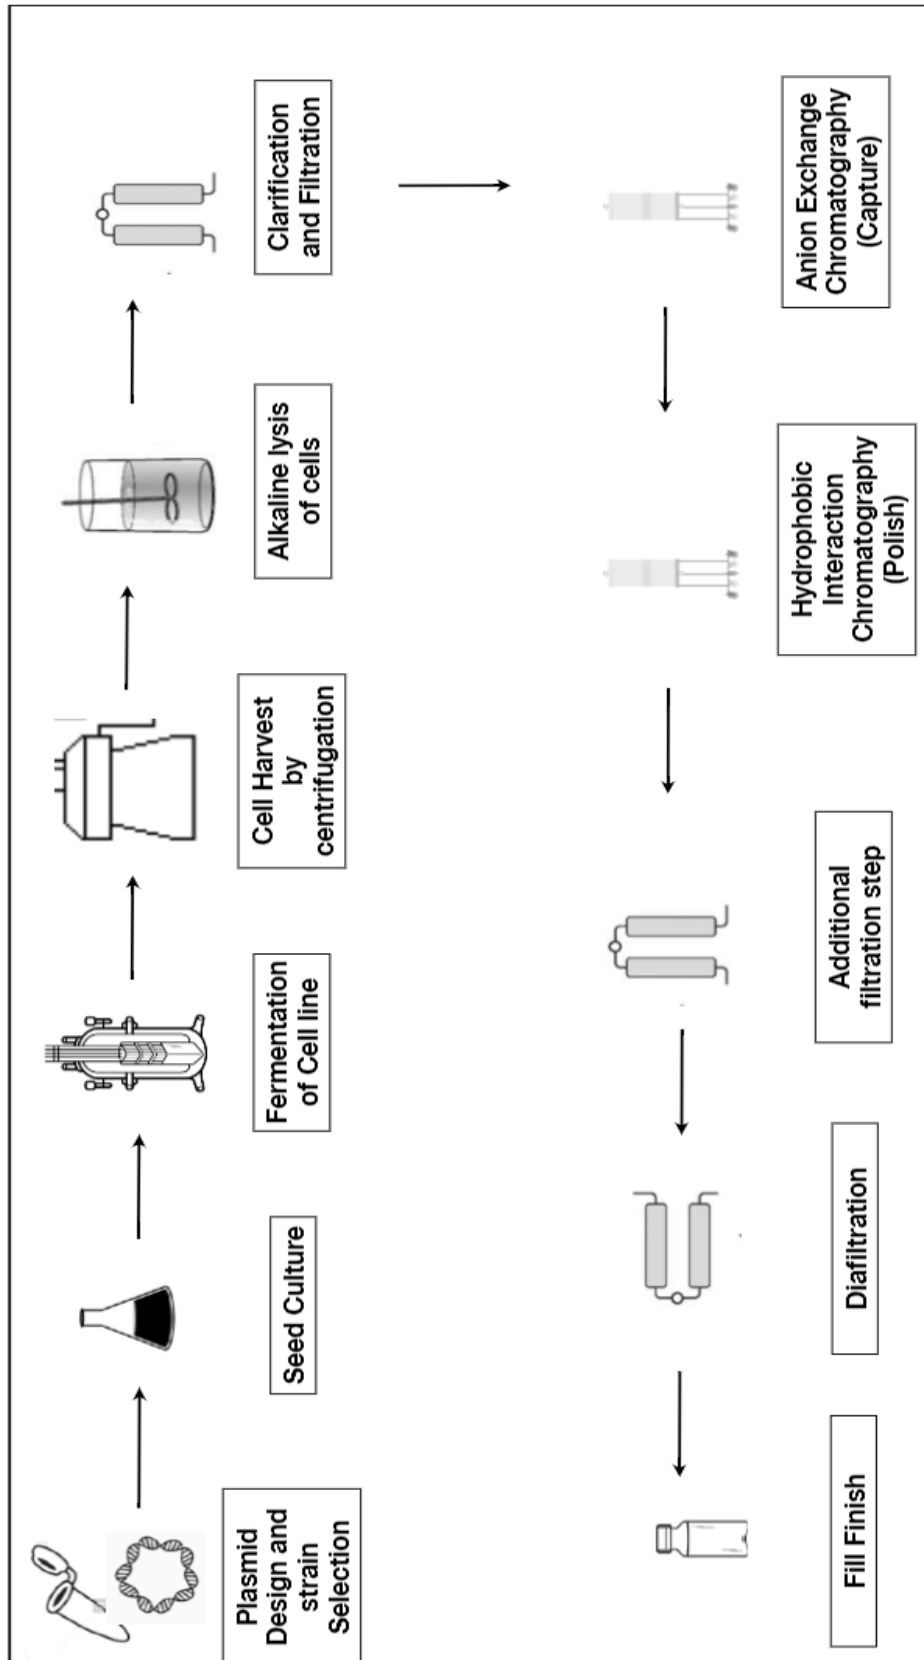 Plasmid
Design and
strain
Selection
Seed Culture
Fermentation
of Cell line
Cell Harvest
by
centrifugation
Alkaline lysis
of cells
Clarification
and Filtration
Anion Exchange
Chromatography
(Capture)
Hydrophobic
Interaction
Chromatography
(Polish)
Additional
filtration step
Diafiltration
Fill Finish